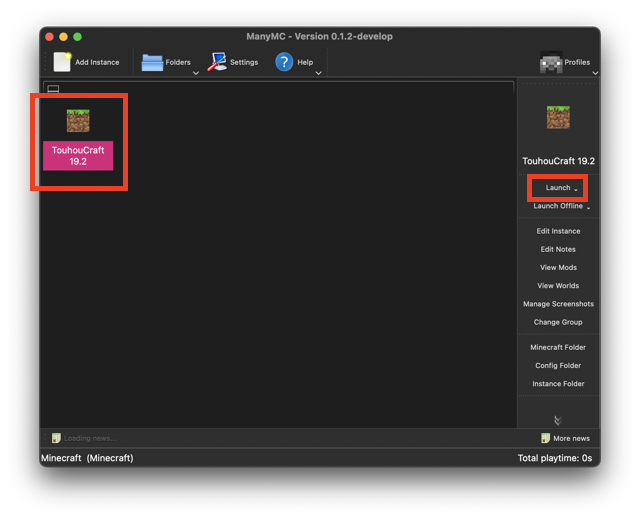 ManyMC - Version 0.1.2-develop
Add Instance
Folders
Settings
Help
Profiles
TouhouCraft
19.2
TouhouCraft 19.2
Launch
Launch Offline
Edit Instance
Edit Notes
View Mods
View Worlds
Manage Screenshots
Change Group
Minecraft Folder
Config Folder
Instance Folder
Loading news...
More news
Minecraft (Minecraft)
Total playtime: 0s